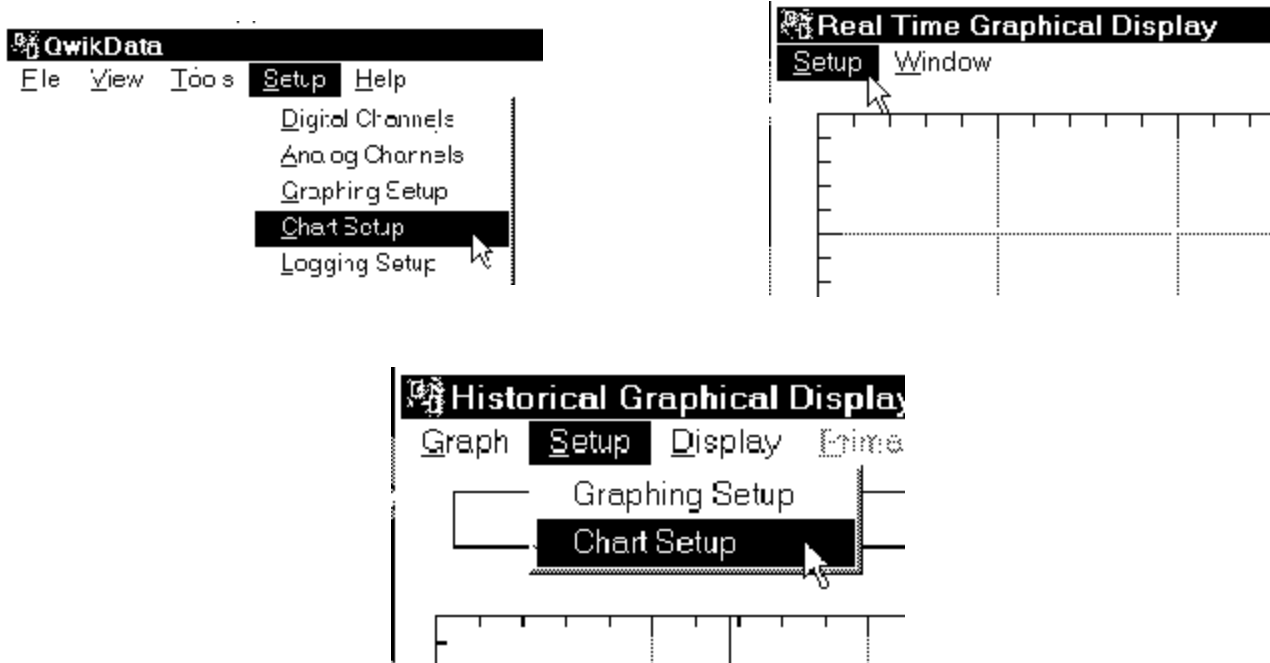 QwikData
File View Tools Setup Help
Digital Channels
Analog Channels
Graphing Setup
Chart Setup
Logging Setup
Real Time Graphical Display
Setup Window
Historical Graphical Display
Graph Setup Display
Graphing Setup
Chart Setup